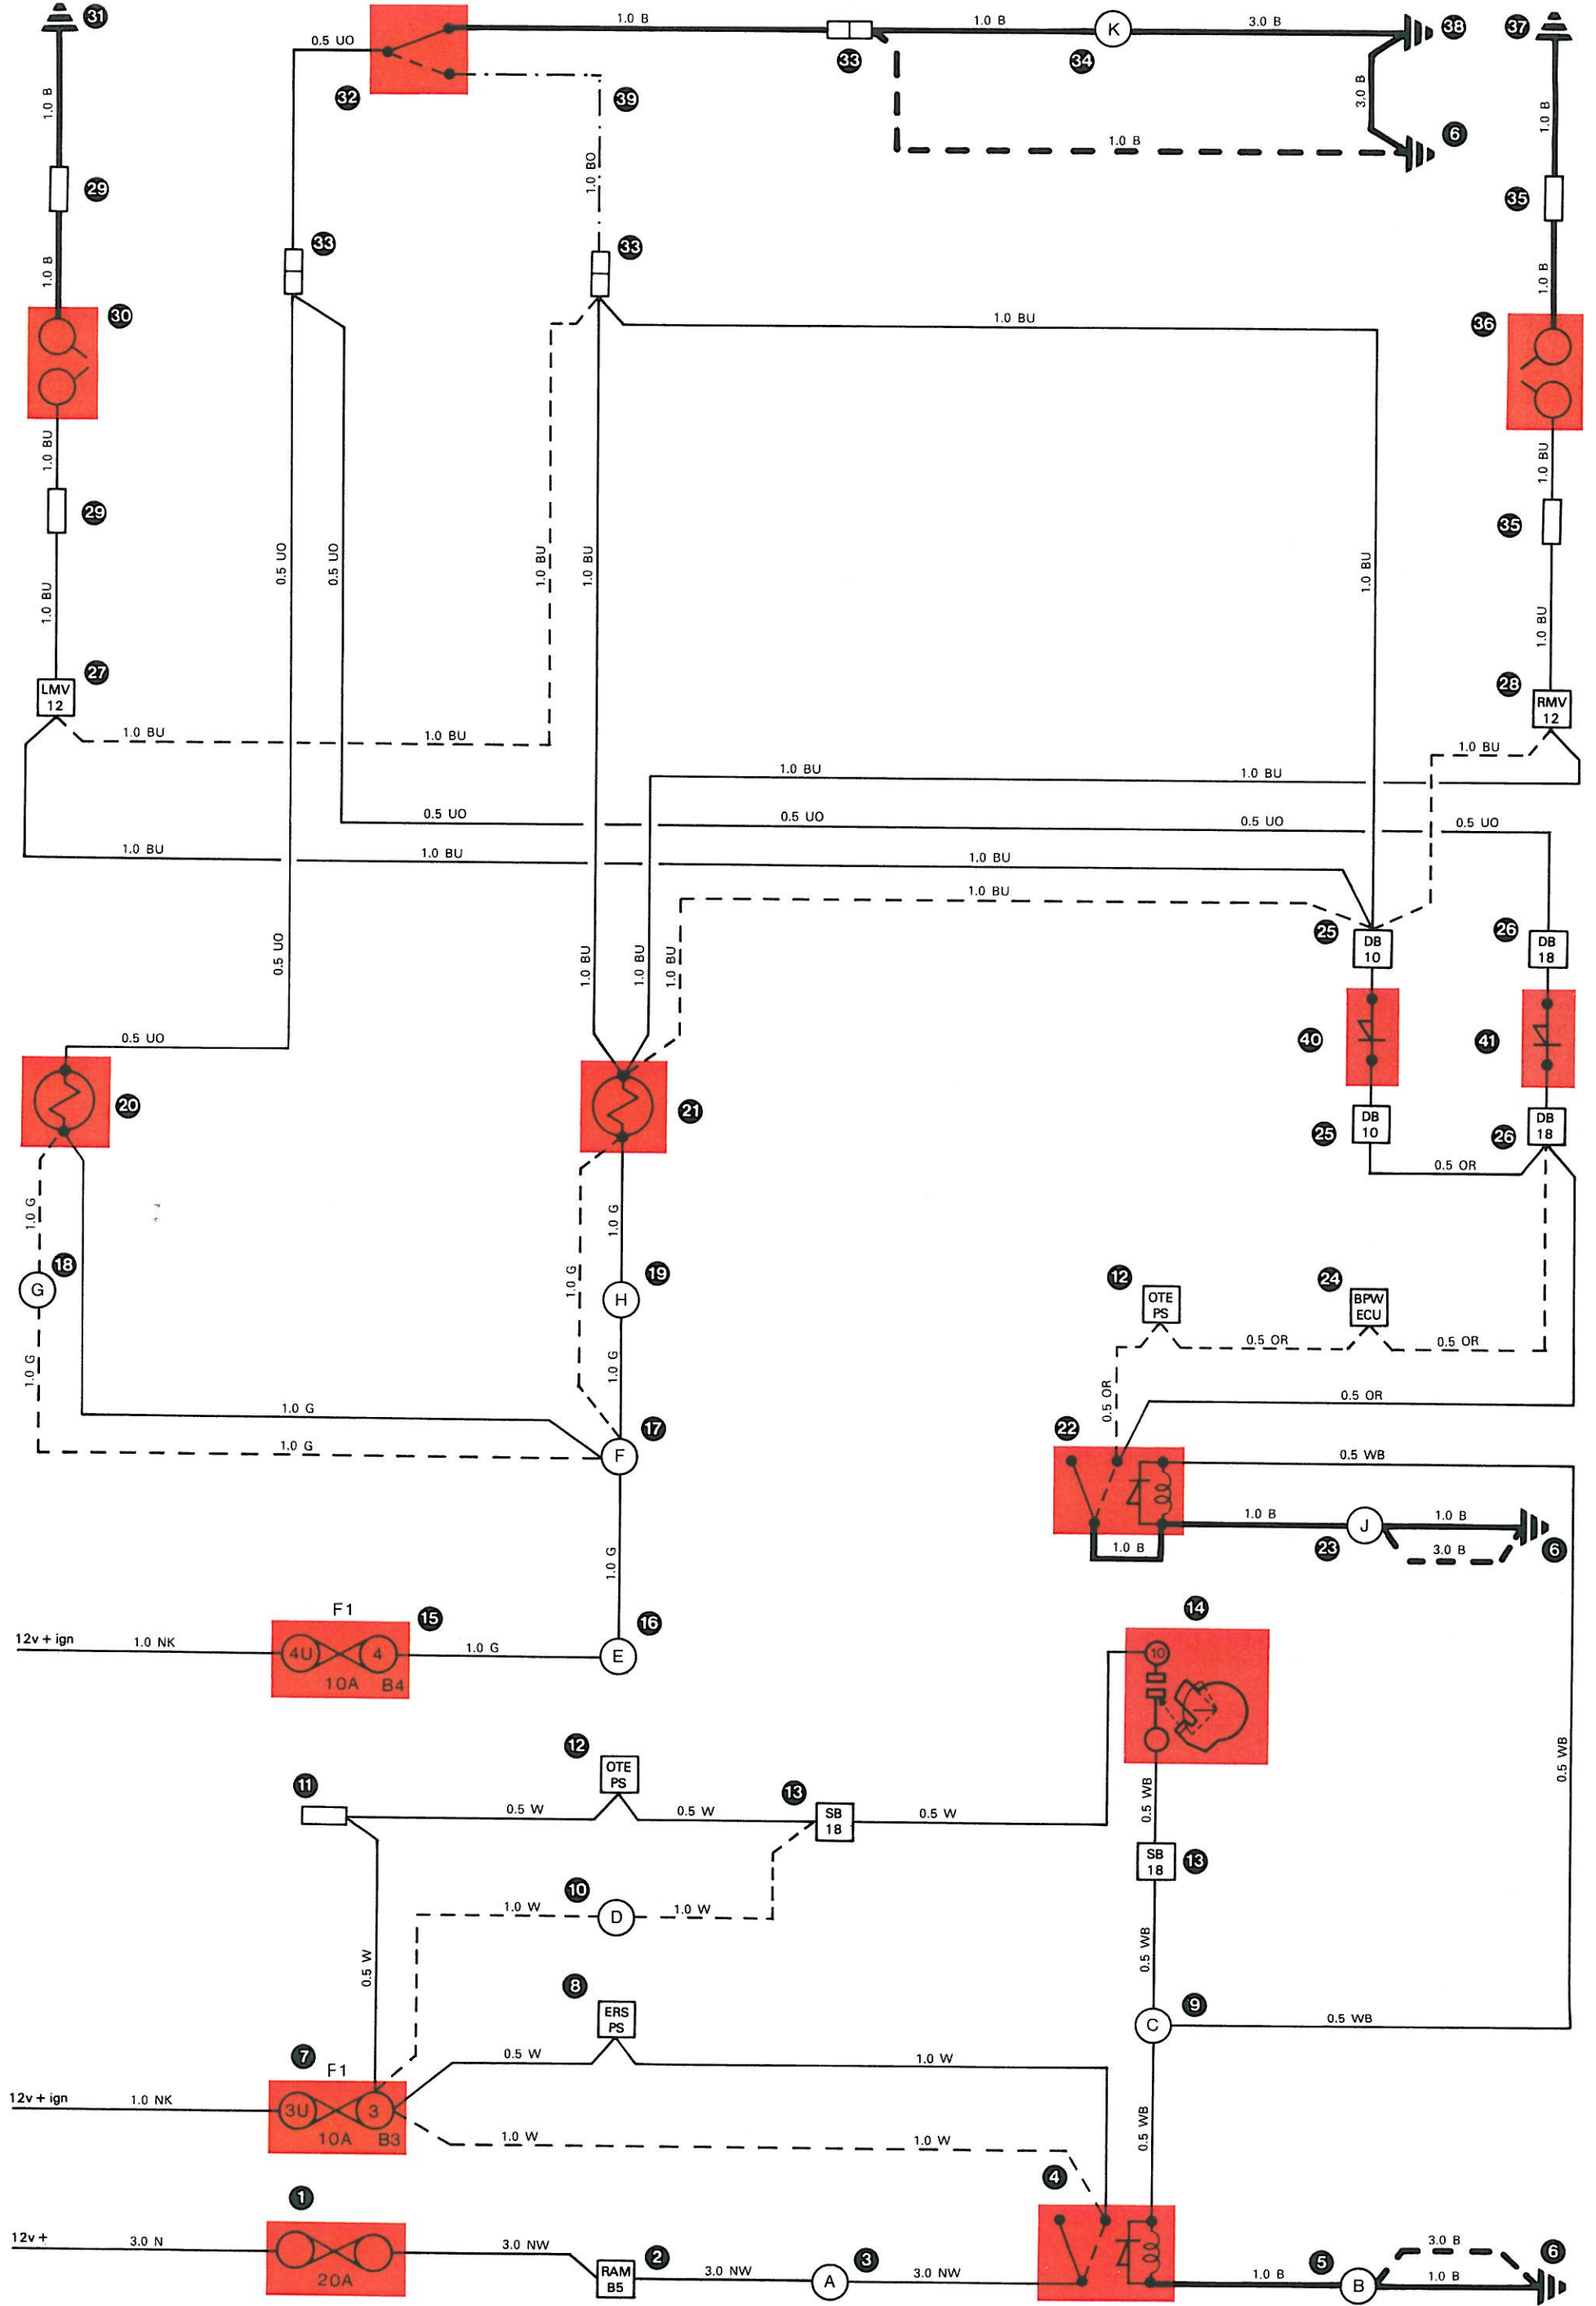 31
1.0 B
38
37
0.5 UO
1.0 B
K
3.0 B
33
34
32
39
3.0 B
6
1.0 B
1.0 B
1.0 B
29
1.0 BO
35
33
33
1.0 B
1.0 B
30
1.0 BU
36
1.0 BU
1.0 BU
29
35
0.5 UO
0.5 UO
1.0 BU
1.0 BU
1.0 BU
1.0 BU
1.0 BU
27
LMV
12
28
RMV
12
1.0 BU
1.0 BU
1.0 BU
1.0 BU
1.0 BU
0.5 UO
0.5 UO
0.5 UO
0.5 UO
1.0 BU
1.0 BU
1.0 BU
1.0 BU
25
DB
10
26
DB
18
0.5 UO
1.0 BU
1.0 BU
1.0 BU
0.5 UO
40
41
20
21
25
DB
10
26
DB
18
0.5 OR
1.0 G
1.0 G
18
G
19
H
1.0 G
12
OTE
PS
24
BPW
ECU
0.5 OR
0.5 OR
1.0 G
1.0 G
0.5 OR
0.5 OR
1.0 G
1.0 G
17
F
22
0.5 WB
1.0 B
J
1.0 B
1.0 B
23
3.0 B
6
1.0 G
F1
15
16
14
12v + ign
1.0 NK
4U
4
1.0 G
E
10
10A
B4
12
OTE
PS
11
13
0.5 W
0.5 W
SB
18
0.5 W
0.5 WB
0.5 WB
SB
18
13
10
1.0 W
D
1.0 W
0.5 W
0.5 WB
8
ERS
PS
9
C
0.5 WB
7
F1
0.5 W
1.0 W
12v + ign
1.0 NK
3U
3
10A
B3
1.0 W
1.0 W
0.5 WB
4
1
12v +
3.0 N
3.0 NW
20A
2
RAM
B5
3.0 NW
3
A
3.0 NW
1.0 B
5
B
3.0 B
1.0 B
6